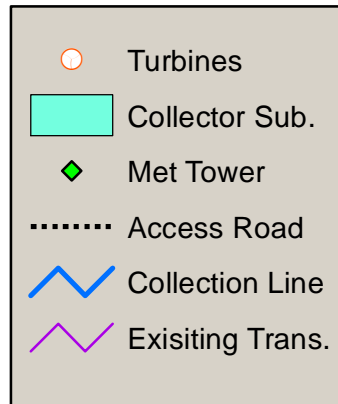 Turbines
Collector Sub.
Met Tower
Access Road
Collection Line
Exisiting Trans.